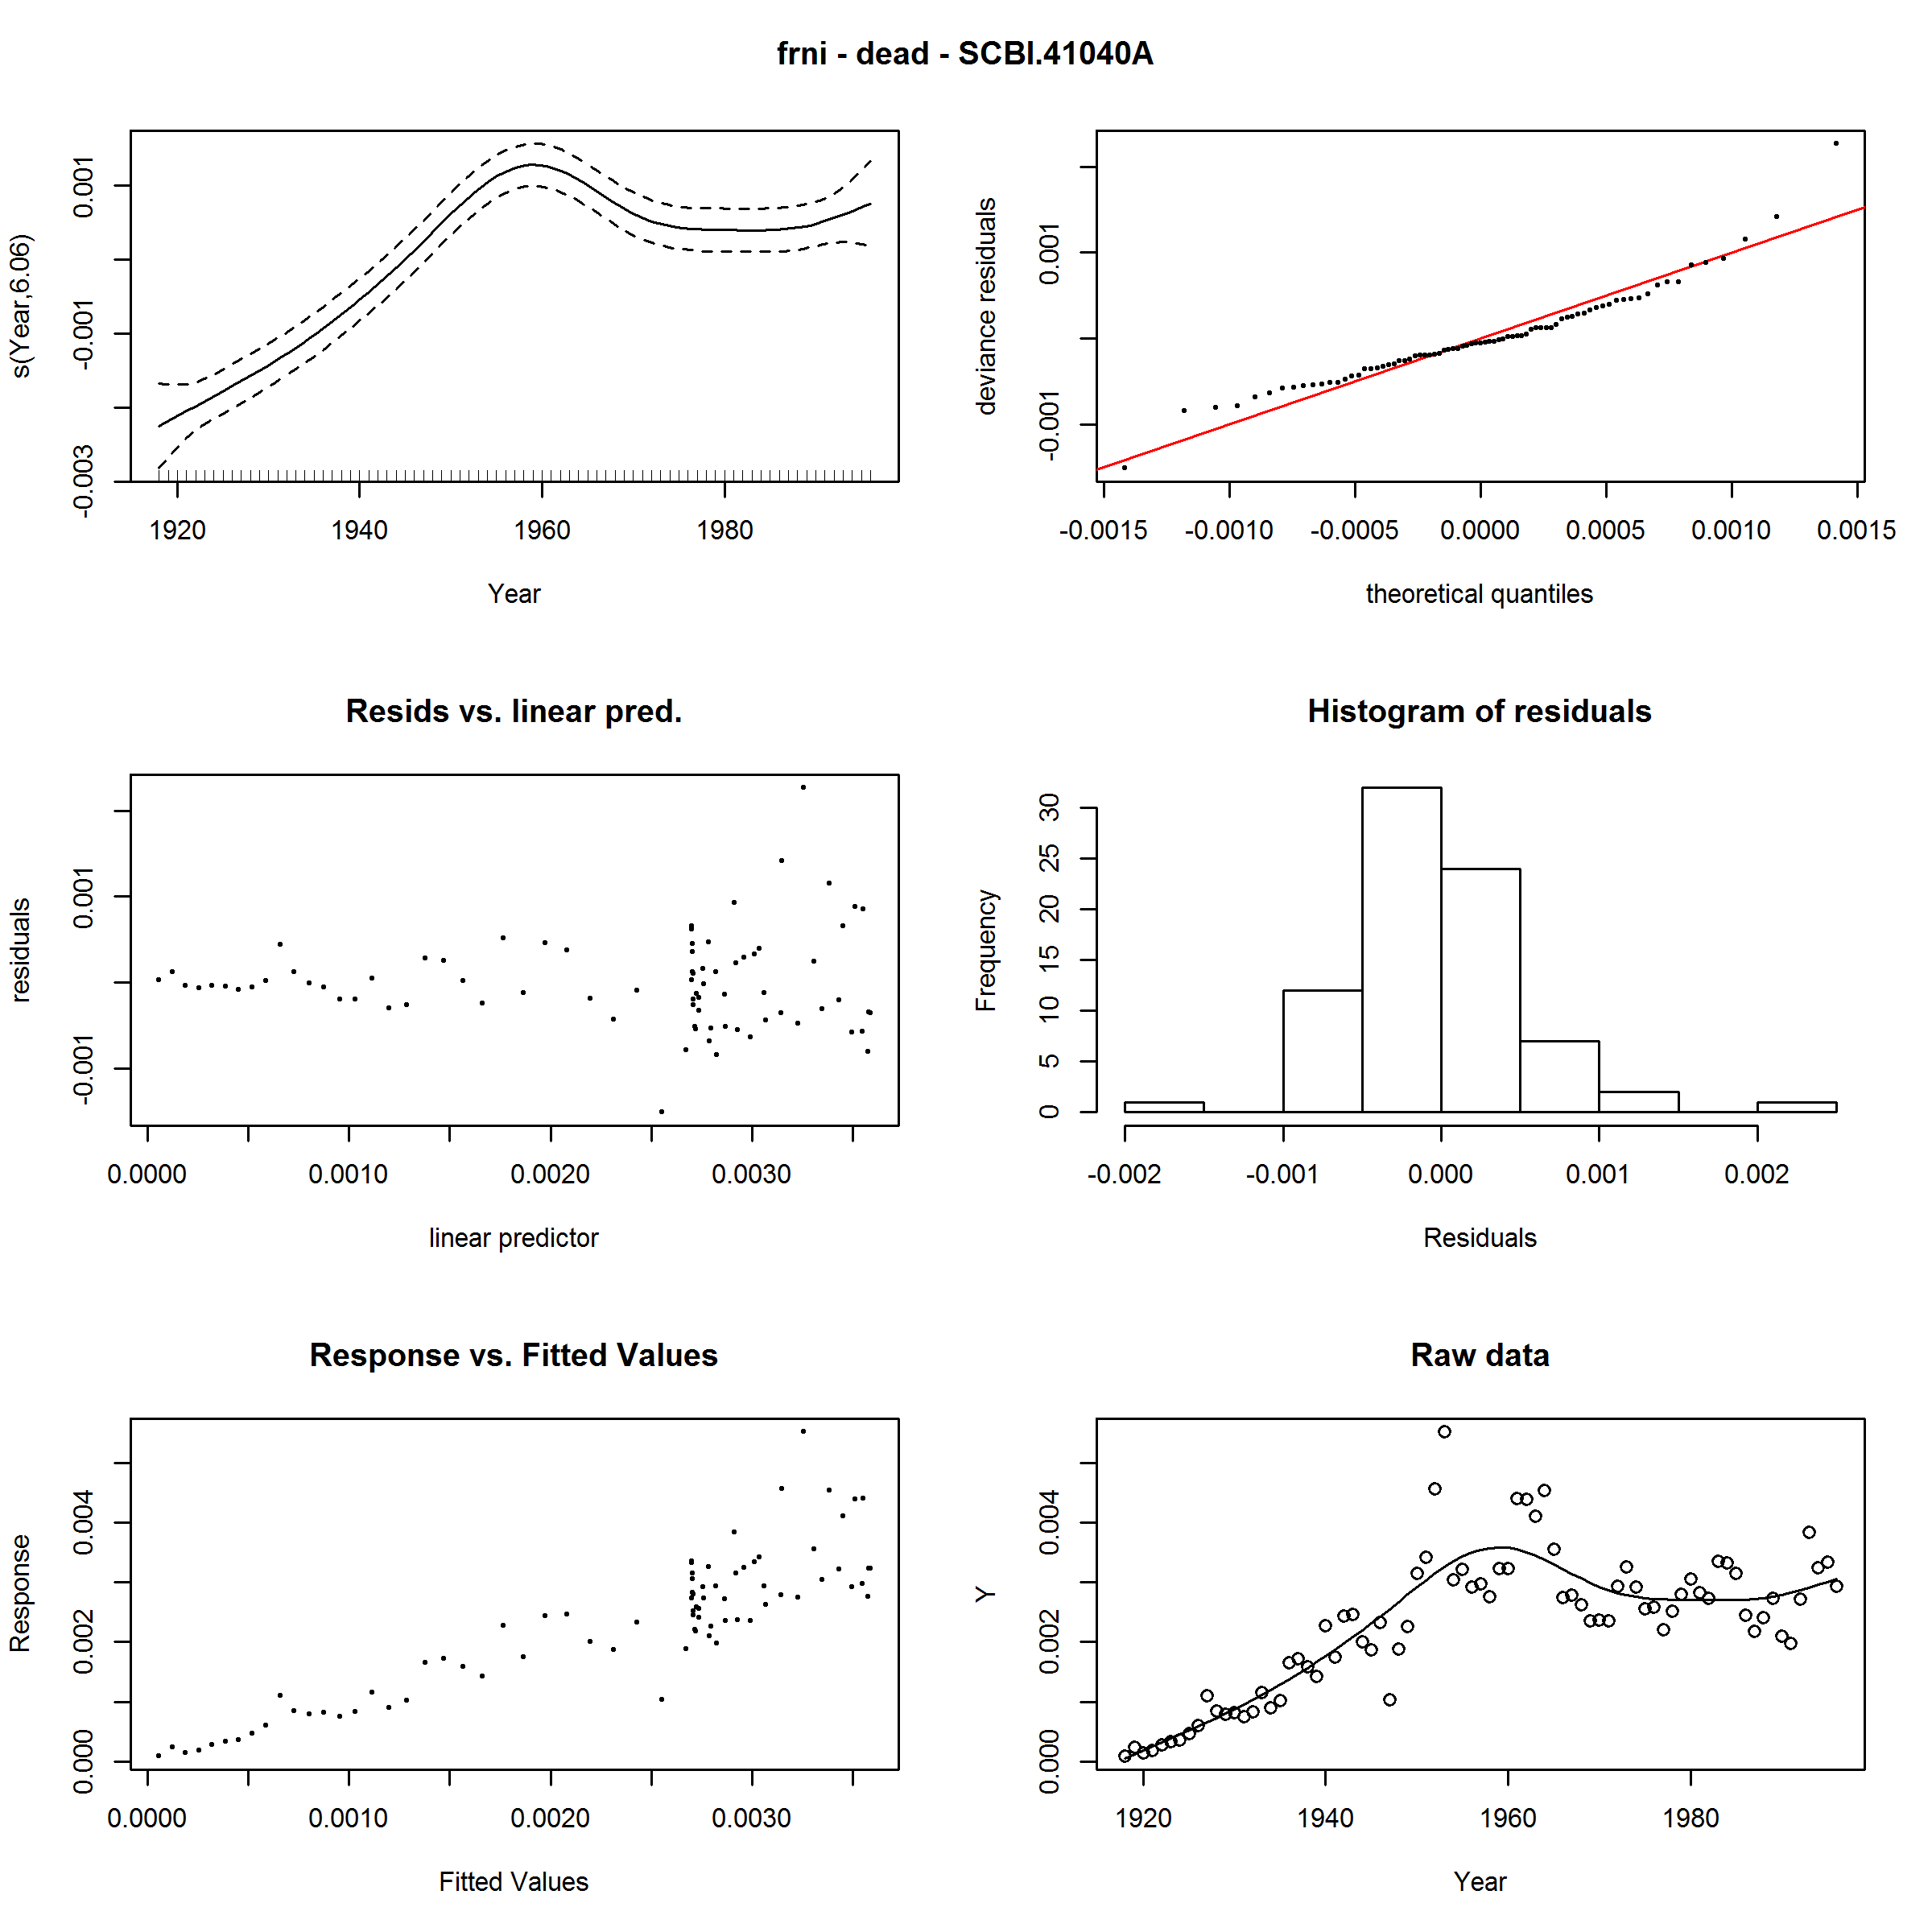 frni - dead - SCBI.41040A
s(Year,6.06)
0.001
-0.001
-0.003
1920 1940 1960 1980
Year
deviance residuals
0.001
-0.001
-0.0015 -0.0010 -0.0005 0.0000 0.0005 0.0010 0.0015
theoretical quantiles
Resids vs. linear pred.
residuals
0.001
-0.001
0.0000 0.0010 0.0020 0.0030
linear predictor
Histogram of residuals
Frequency
30
25
20
15
10
5
0
-0.002 -0.001 0.000 0.001 0.002
Residuals
Response vs. Fitted Values
Response
0.004
0.002
0.000
0.0000 0.0010 0.0020 0.0030
Fitted Values
Raw data
Y
0.004
0.002
0.000
1920 1940 1960 1980
Year